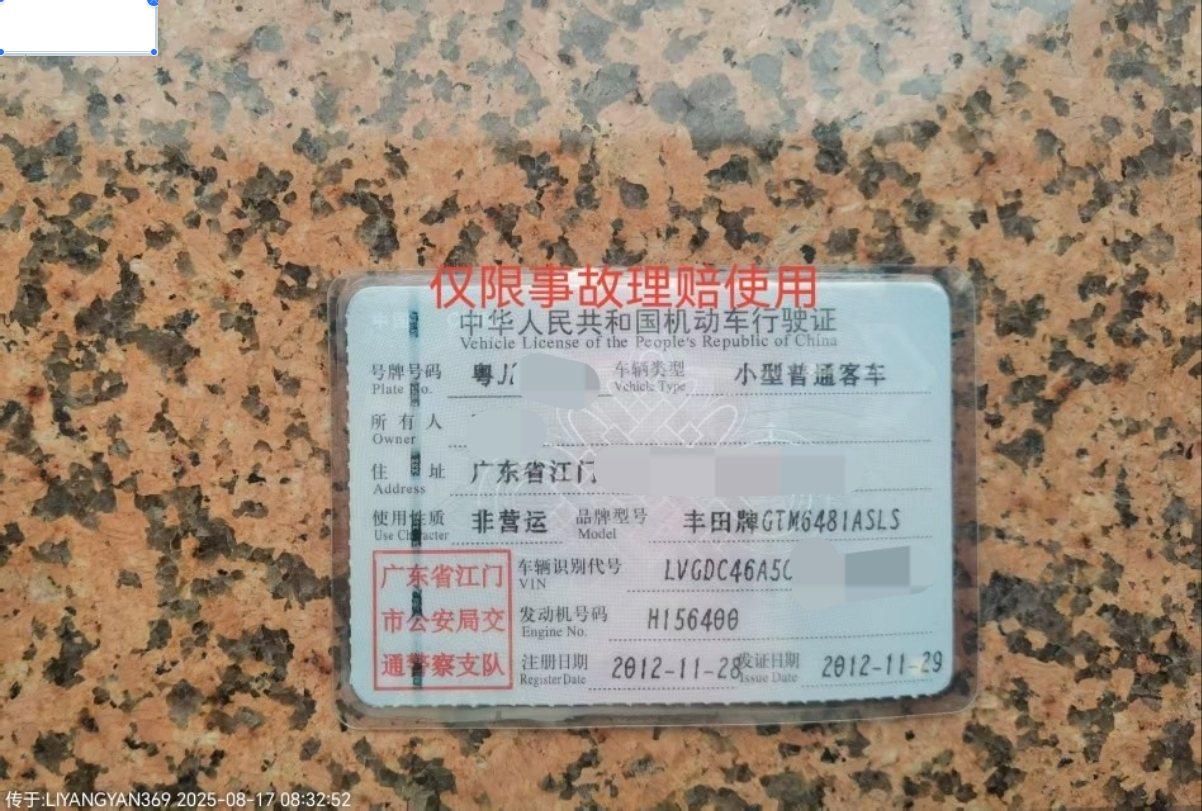 仅限事故理赔使用
中华人民共和国机动车行驶证
Vehicle License of the People's Republic of China
号牌号码 粤J 车辆类型 小型普通客车
Plate No. Vehicle Type
所有人
Owner
住址 广东省江门
Address
使用性质 非营运 品牌型号 丰田牌GTM6481ASLS
Use Character Model
广东省江门
市公安局交
通警察支队
车辆识别代号 LVGDC46A5C
VIN
发动机号码 H156400
Engine No.
注册日期 2012-11-28 发证日期 2012-11-29
Register Date Issue Date
传于:LIYANGYAN369 2025-08-17 08:32:52